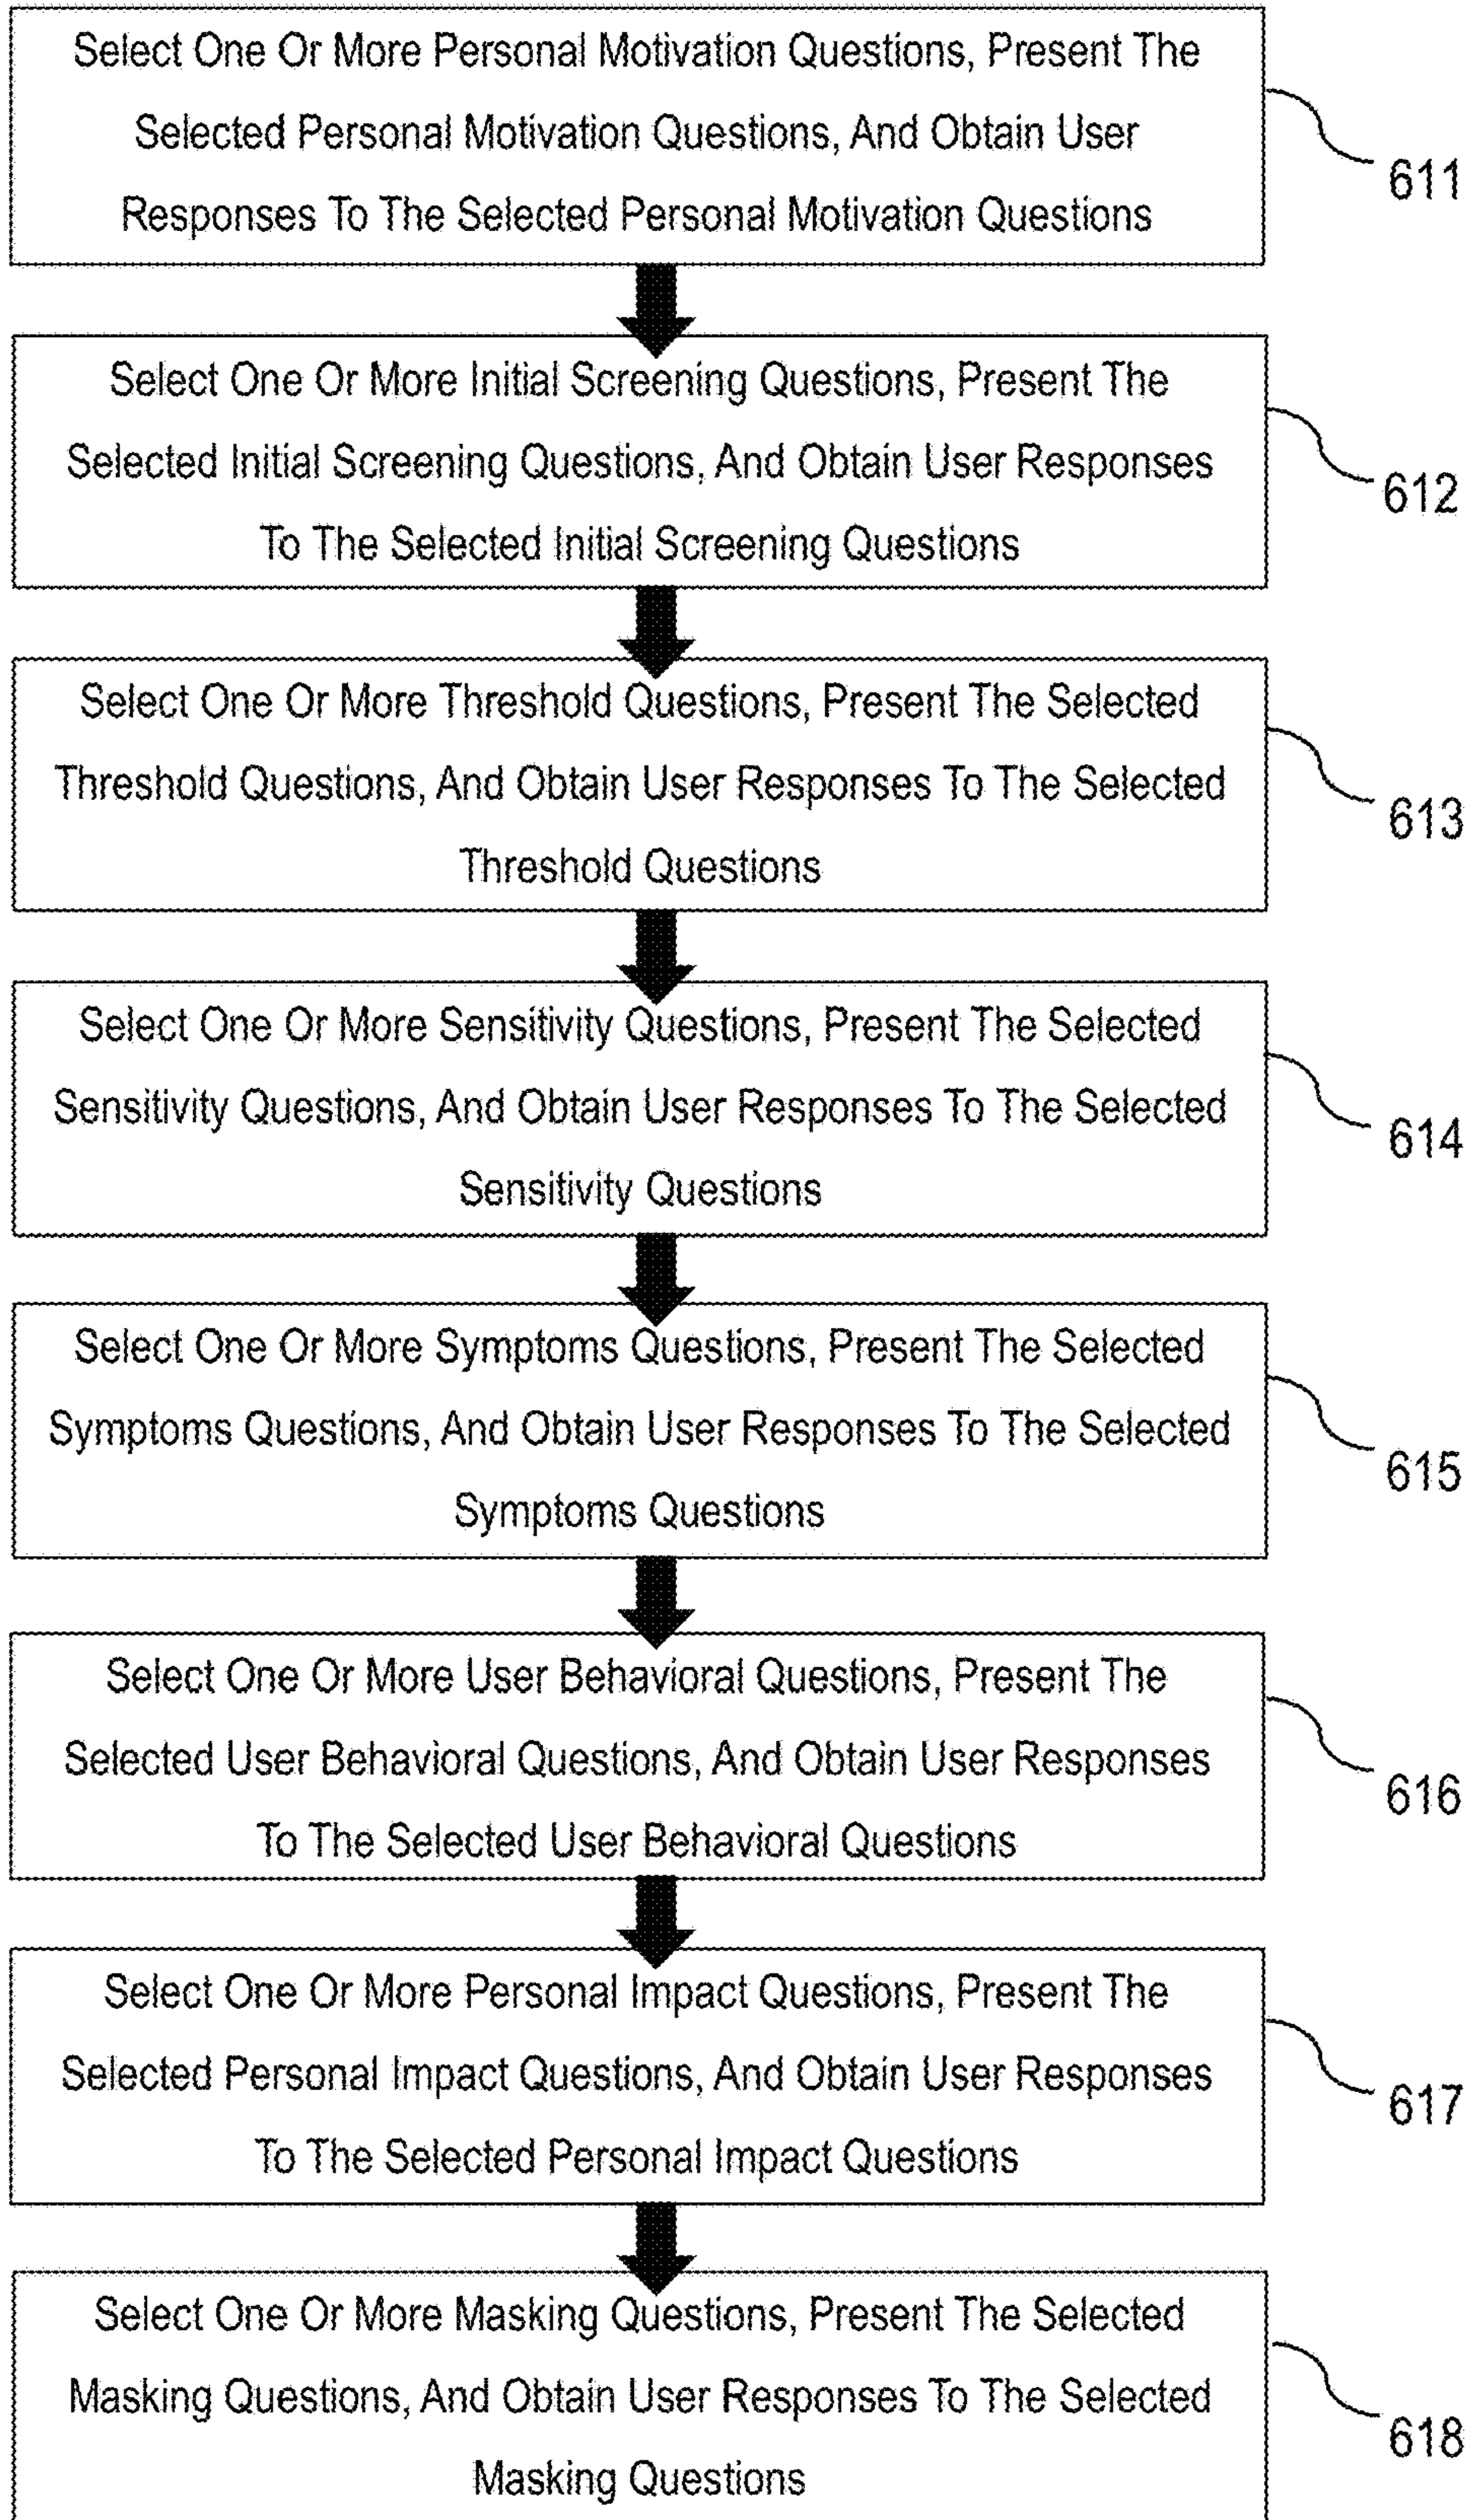 Select One Or More Personal Motivation Questions, Present The
Selected Personal Motivation Questions, And Obtain User
Responses To The Selected Personal Motivation Questions
611
Select One Or More Initial Screening Questions, Present The
Selected Initial Screening Questions, And Obtain User Responses
To The Selected Initial Screening Questions
612
Select One Or More Threshold Questions, Present The Selected
Threshold Questions, And Obtain User Responses To The Selected
Threshold Questions
613
Select One Or More Sensitivity Questions, Present The Selected
Sensitivity Questions, And Obtain User Responses To The Selected
Sensitivity Questions
614
Select One Or More Symptoms Questions, Present The Selected
Symptoms Questions, And Obtain User Responses To The Selected
Symptoms Questions
615
Select One Or More User Behavioral Questions, Present The
Selected User Behavioral Questions, And Obtain User Responses
To The Selected User Behavioral Questions
616
Select One Or More Personal Impact Questions, Present The
Selected Personal Impact Questions, And Obtain User Responses
To The Selected Personal Impact Questions
617
Select One Or More Masking Questions, Present The Selected
Masking Questions, And Obtain User Responses To The Selected
Masking Questions
618